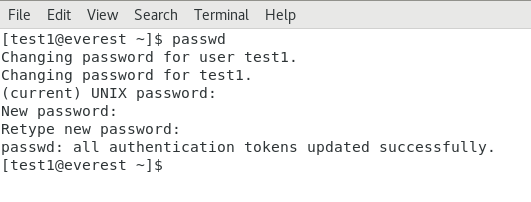 File Edit View Search Terminal Help
[test1@everest ~]$ passwd
Changing password for user test1.
Changing password for test1.
(current) UNIX password:
New password:
Retype new password:
passwd: all authentication tokens updated successfully.
[test1@everest ~]$